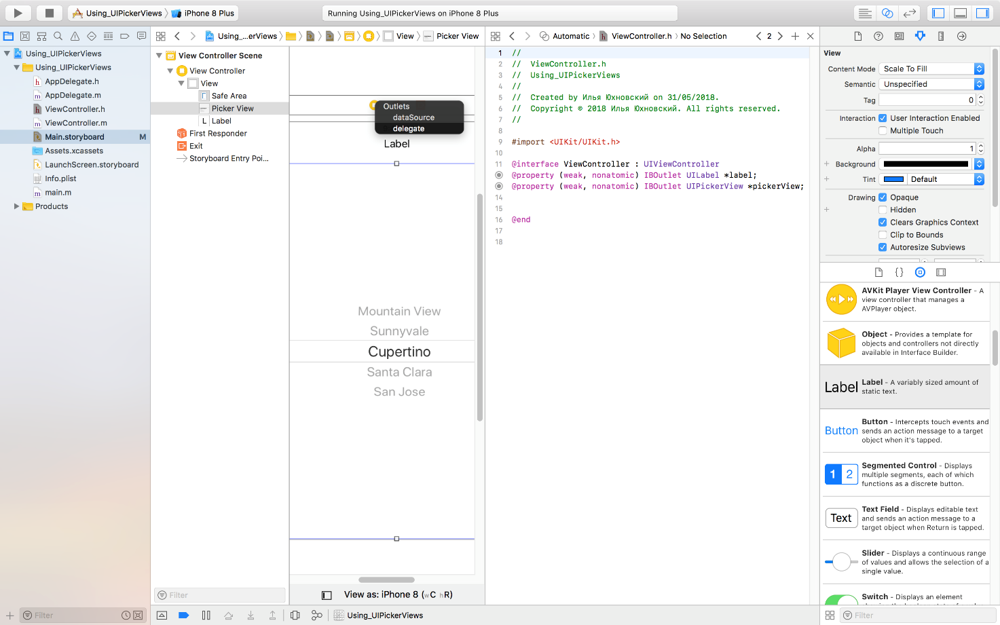 Using_UIPickerViews
iPhone 8 Plus
Running Using_UIPickerViews on iPhone 8 Plus
Using_...erViews
View
Picker View
Automatic
ViewController.h
No Selection
2
Using_UIPickerViews
Using_UIPickerViews
AppDelegate.h
AppDelegate.m
ViewController.h
ViewController.m
Main.storyboard
M
Assets.xcassets
LaunchScreen.storyboard
Info.plist
main.m
Products
Filter
View Controller Scene
View Controller
View
Safe Area
Picker View
L Label
First Responder
Exit
Storyboard Entry Poi...
Filter
Outlets
dataSource
delegate
Label
Mountain View
Sunnyvale
Cupertino
Santa Clara
San Jose
View as: iPhone 8 (wC hR)
Using_UIPickerViews
1 //
2 // ViewController.h
3 // Using_UIPickerViews
4 //
5 // Created by Илья Юхновский on 31/05/2018.
6 // Copyright © 2018 Илья Юхновский. All rights reserved.
7 //
8
9 #import <UIKit/UIKit.h>
10
11 @interface ViewController : UIViewController
@property (weak, nonatomic) IBOutlet UILabel *label;
@property (weak, nonatomic) IBOutlet UIPickerView *pickerView;
14
15
16 @end
17
18
View
Content Mode Scale To Fill
Semantic Unspecified
Tag 0
Interaction User Interaction Enabled
Multiple Touch
Alpha 1
Background
Tint Default
Drawing Opaque
Hidden
Clears Graphics Context
Clip to Bounds
Autoresize Subviews
AVKit Player View Controller - A
view controller that manages a
AVPlayer object.
Object - Provides a template for
objects and controllers not directly
available in Interface Builder.
Label
Label - A variably sized amount of
static text.
Button
Button - Intercepts touch events and
sends an action message to a target
object when it's tapped.
1 2
Segmented Control - Displays
multiple segments, each of which
functions as a discrete button.
Text
Text Field - Displays editable text
and sends an action message to a
target object when Return is tapped.
Slider - Displays a continuous range
of values and allows the selection of a
single value.
Switch - Displays an element
Filter